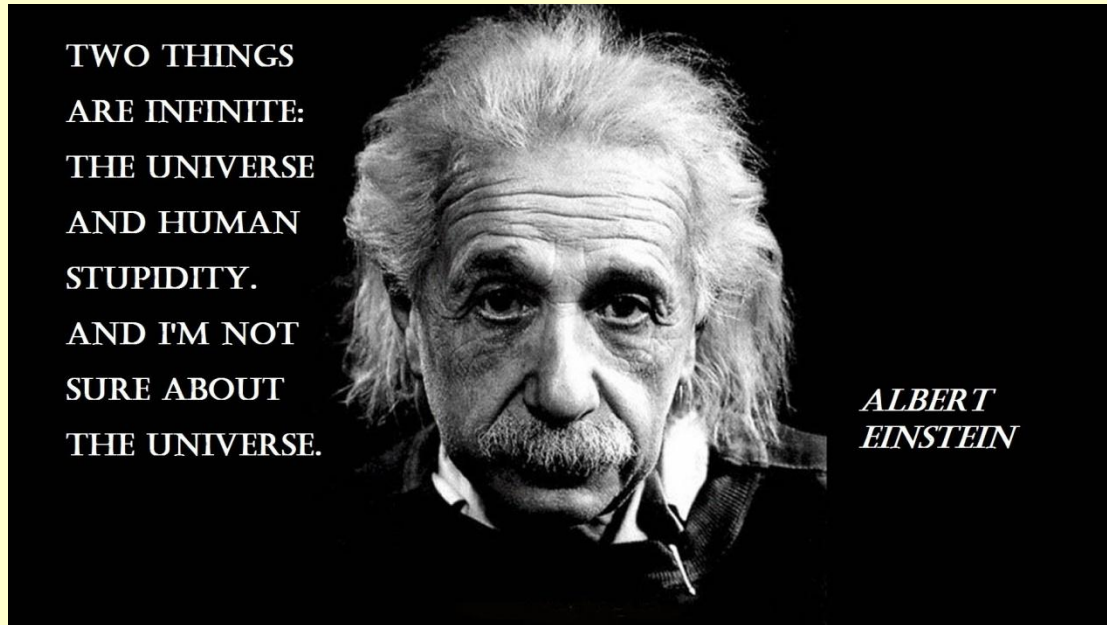 TWO THINGS
ARE INFINITE:
THE UNIVERSE
AND HUMAN
STUPIDITY.
AND I'M NOT
SURE ABOUT
THE UNIVERSE.
ALBERT
EINSTEIN